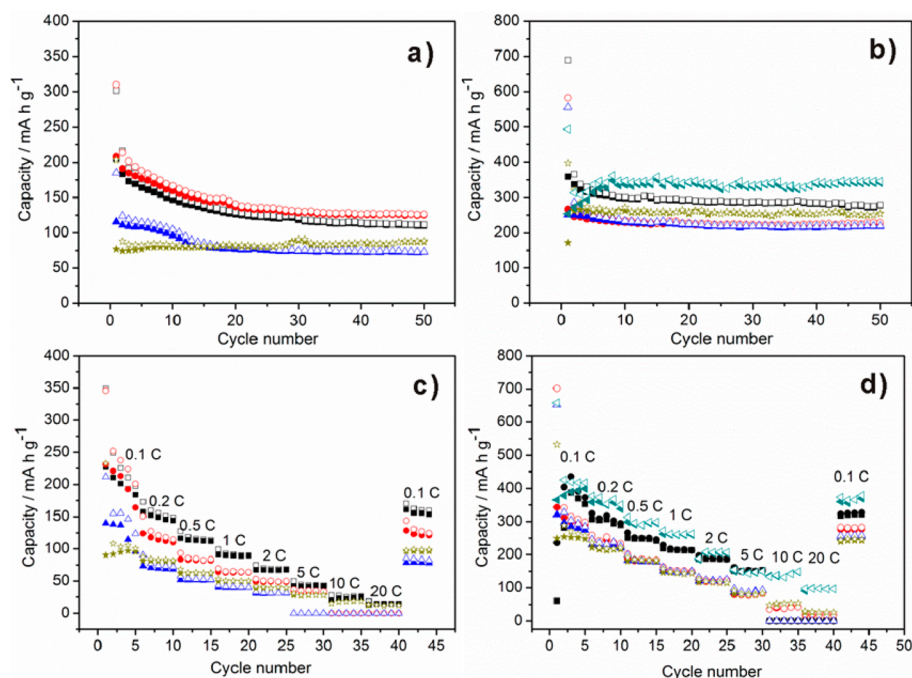 a)
Capacity / mA h g⁻¹
400
350
300
250
200
150
100
50
0
0 10 20 30 40 50
Cycle number
b)
Capacity / mA h g⁻¹
800
700
600
500
400
300
200
100
0
0 10 20 30 40 50
Cycle number
c)
Capacity / mA h g⁻¹
400
350
300
250
200
150
100
50
0
0.1 C
0.2 C
0.5 C
1 C
2 C
5 C
10 C
20 C
0.1 C
0 5 10 15 20 25 30 35 40 45
Cycle number
d)
Capacity / mA h g⁻¹
800
700
600
500
400
300
200
100
0
0.1 C
0.2 C
0.5 C
1 C
2 C
5 C
10 C
20 C
0.1 C
0 5 10 15 20 25 30 35 40 45 50
Cycle number